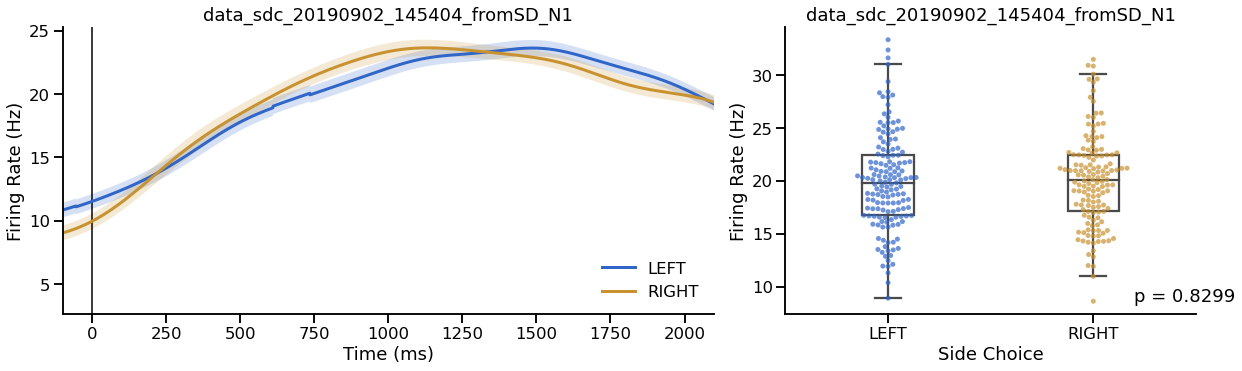 data_sdc_20190902_145404_fromSD_N1
Firing Rate (Hz)
25
20
15
10
5
0
250
500
750
1000
1250
1500
1750
2000
Time (ms)
LEFT
RIGHT
data_sdc_20190902_145404_fromSD_N1
Firing Rate (Hz)
30
25
20
15
10
p = 0.8299
LEFT
RIGHT
Side Choice